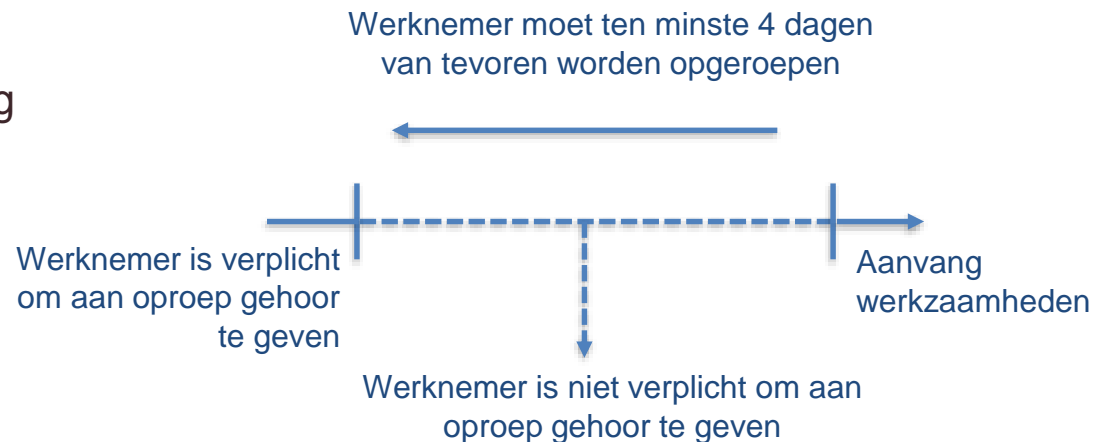 Werknemer moet ten minste 4 dagen
van tevoren worden opgeroepen
g
Werknemer is verplicht
om aan oproep gehoor
te geven
Aanvang
werkzaamheden
Werknemer is niet verplicht om aan
oproep gehoor te geven